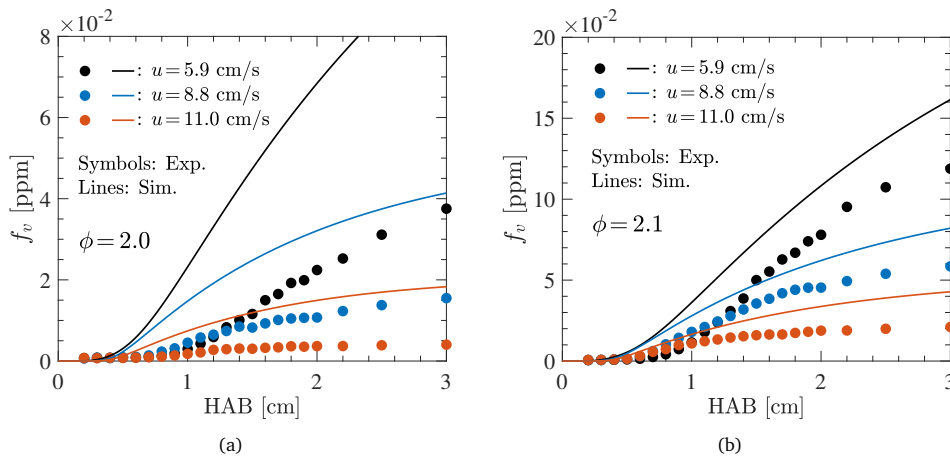 ×10⁻²
8
6
4
2
0
f_v [ppm]
: u=5.9 cm/s
: u=8.8 cm/s
: u=11.0 cm/s
Symbols: Exp.
Lines: Sim.
ϕ=2.0
0 1 2 3
HAB [cm]
(a)
×10⁻²
20
15
10
5
0
f_v [ppm]
: u=5.9 cm/s
: u=8.8 cm/s
: u=11.0 cm/s
Symbols: Exp.
Lines: Sim.
ϕ=2.1
0 1 2 3
HAB [cm]
(b)